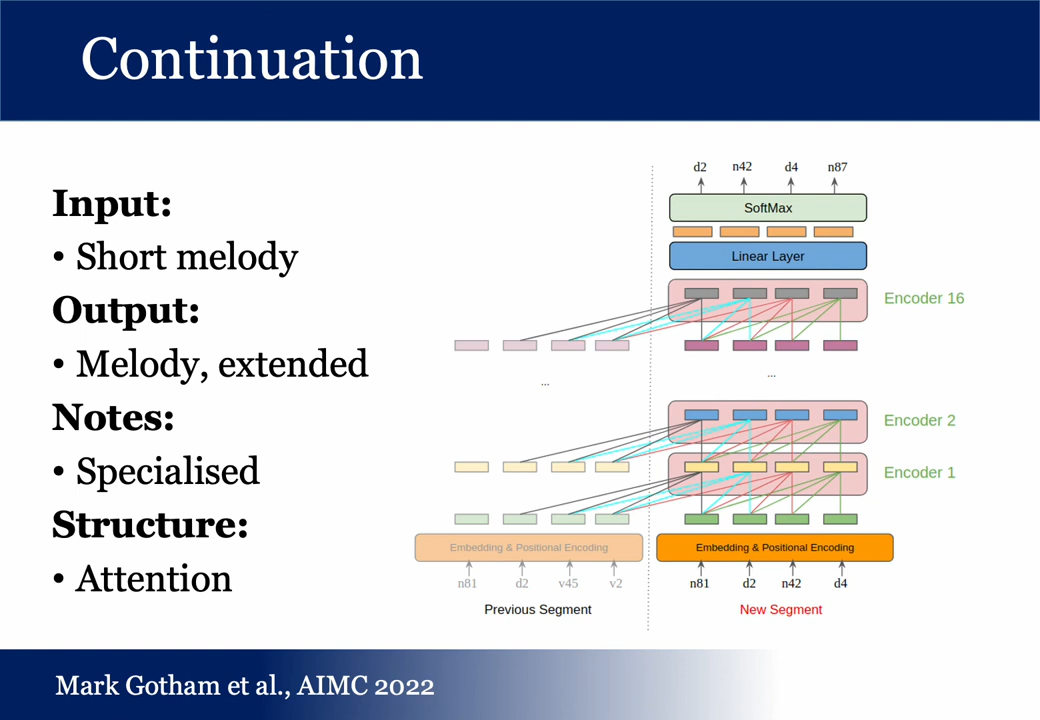 Continuation
Input:
• Short melody
Output:
• Melody, extended
Notes:
• Specialised
Structure:
• Attention
d2 n42 d4 n87
SoftMax
Linear Layer
Encoder 16
... ...
Encoder 2
Encoder 1
Embedding & Positional Encoding Embedding & Positional Encoding
n81 d2 v45 v2 n81 d2 n42 d4
Previous Segment New Segment
Mark Gotham et al., AIMC 2022